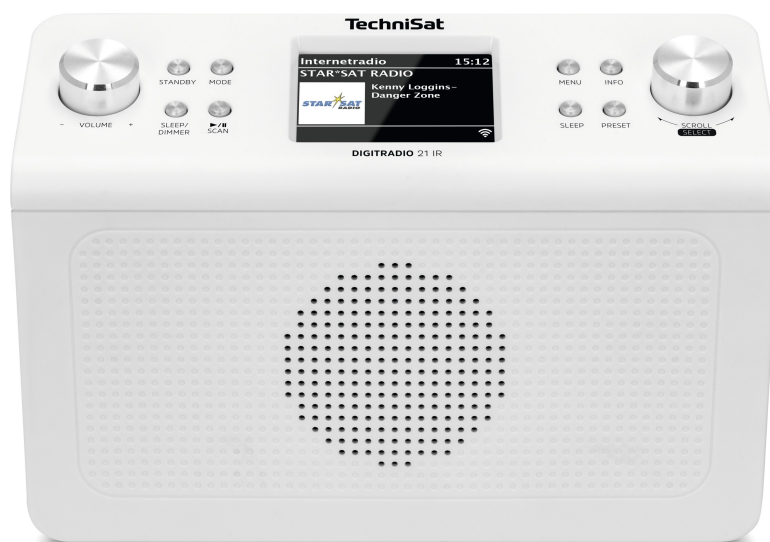 TechniSat
Internetradio 15:12
STAR*SAT RADIO
Kenny Loggins–
Danger Zone
STAR SAT
RADIO
STANDBY MODE
SLEEP/
DIMMER
►/II
SCAN
– VOLUME +
MENU INFO
SLEEP PRESET
SCROLL
SELECT
DIGITRADIO 21 IR